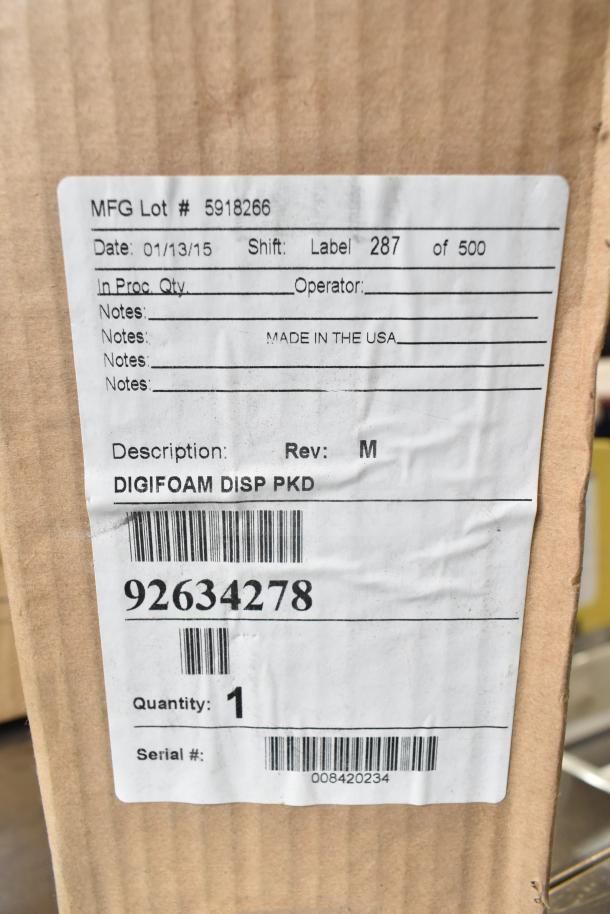 MFG Lot # 5918266
Date: 01/13/15 Shift: Label 287 of 500
In Proc. Qty. Operator:
Notes:
Notes: MADE IN THE USA
Notes:
Notes:
Description: Rev: M
DIGIFOAM DISP PKD
92634278
Quantity: 1
Serial #:
008420234